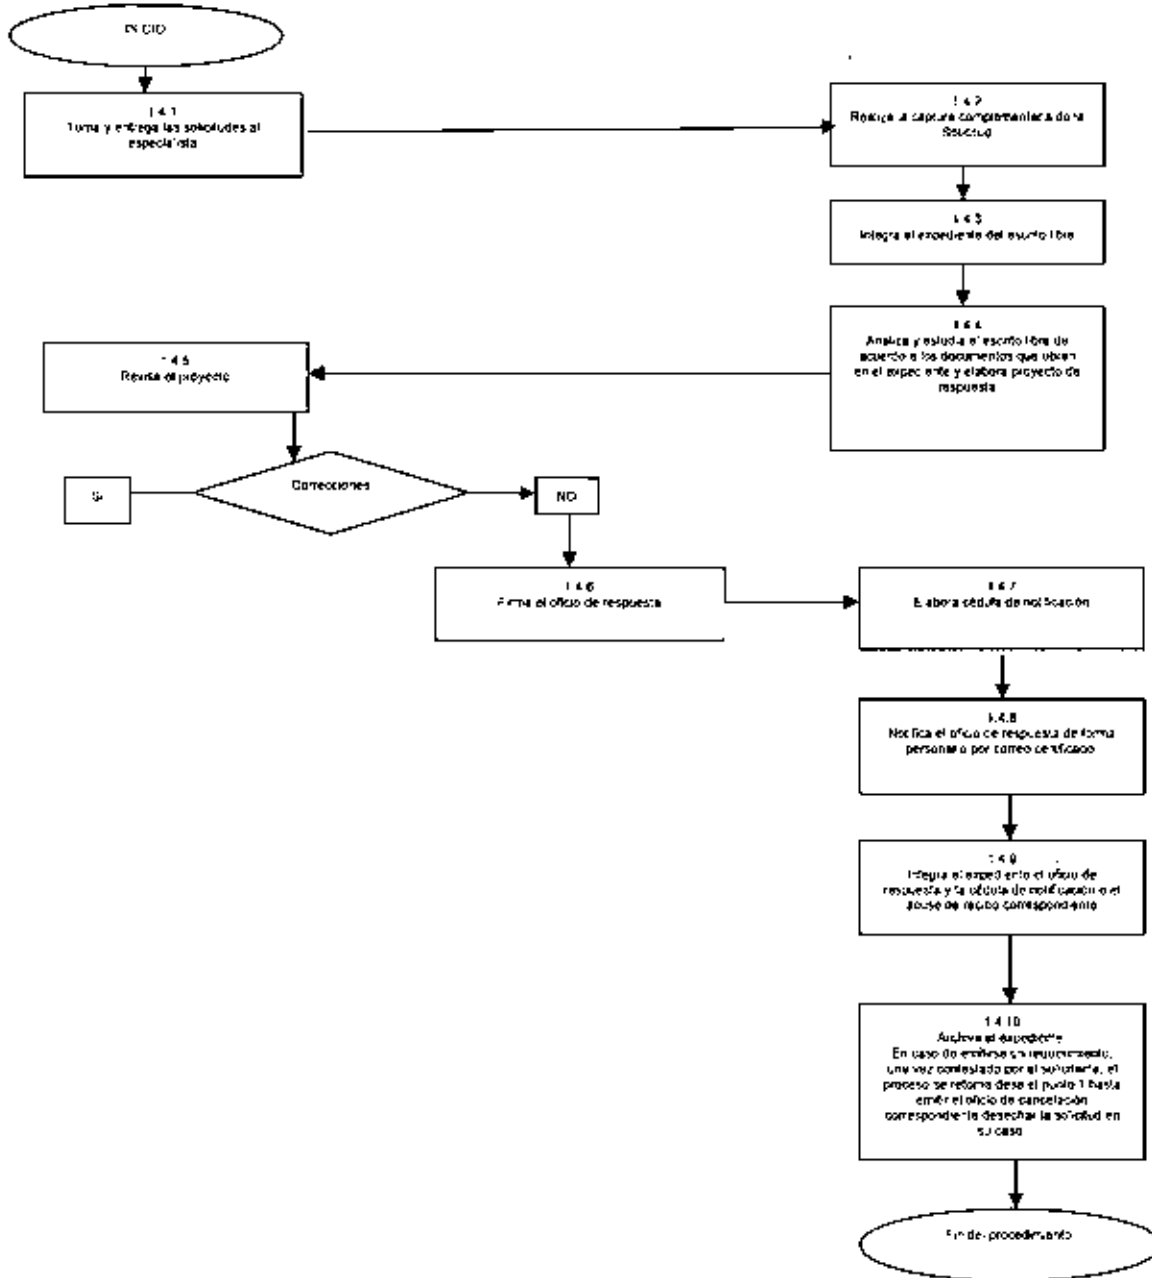 INICIO
1.4.1
Turna y entrega las solicitudes al
especialista
1.4.2
Realiza la captura complementaria de la
Solicitud
1.4.3
Integra el expediente del escrito libre
1.4.4
Analiza y estudia el escrito libre de
acuerdo a los documentos que obran
en el expediente y elabora proyecto de
respuesta
1.4.5
Revisa el proyecto
Correcciones
Si
NO
1.4.6
Firma el oficio de respuesta
1.4.7
Elabora cédula de notificación
1.4.8
Notifica el oficio de respuesta de forma
personal o por correo certificado
1.4.9
Integra al expediente el oficio de
respuesta y la cédula de notificación o el
acuse de recibo correspondiente
1.4.10
Archiva el expediente
En caso de emitirse un requerimiento,
una vez contestado por el solicitante, el
proceso se retoma desde el punto 1 hasta
emitir el oficio de cancelación
correspondiente desechar la solicitud en
su caso
Fin del procedimiento